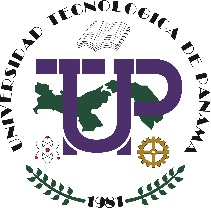 UNIVERSIDAD TECNOLOGICA DE PANAMA
UTP
1981